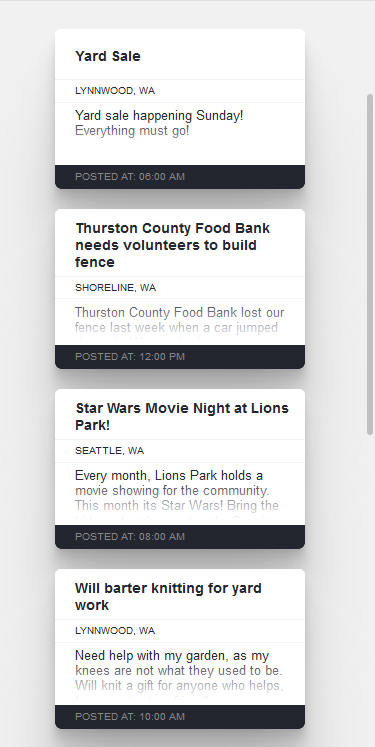 Yard Sale
LYNNWOOD, WA
Yard sale happening Sunday!
Everything must go!
POSTED AT: 06:00 AM
Thurston County Food Bank
needs volunteers to build
fence
SHORELINE, WA
Thurston County Food Bank lost our
fence last week when a car jumped
POSTED AT: 12:00 PM
Star Wars Movie Night at Lions
Park!
SEATTLE, WA
Every month, Lions Park holds a
movie showing for the community.
This month its Star Wars! Bring the
POSTED AT: 08:00 AM
Will barter knitting for yard
work
LYNNWOOD, WA
Need help with my garden, as my
knees are not what they used to be.
Will knit a gift for anyone who helps,
POSTED AT: 10:00 AM